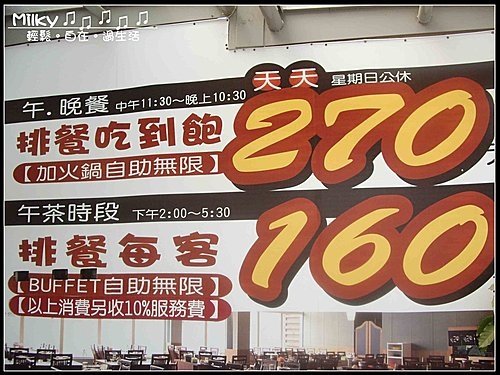 Milky♫♫♫♫
輕鬆。自在。過生活
天天 星期日公休
午.晚餐 中午11:30~晚上10:30
排餐吃到飽 270
【加火鍋自助無限】
午茶時段 下午2:00~5:30
排餐每客 160
【BUFFET自助無限】
【以上消費另收10%服務費】